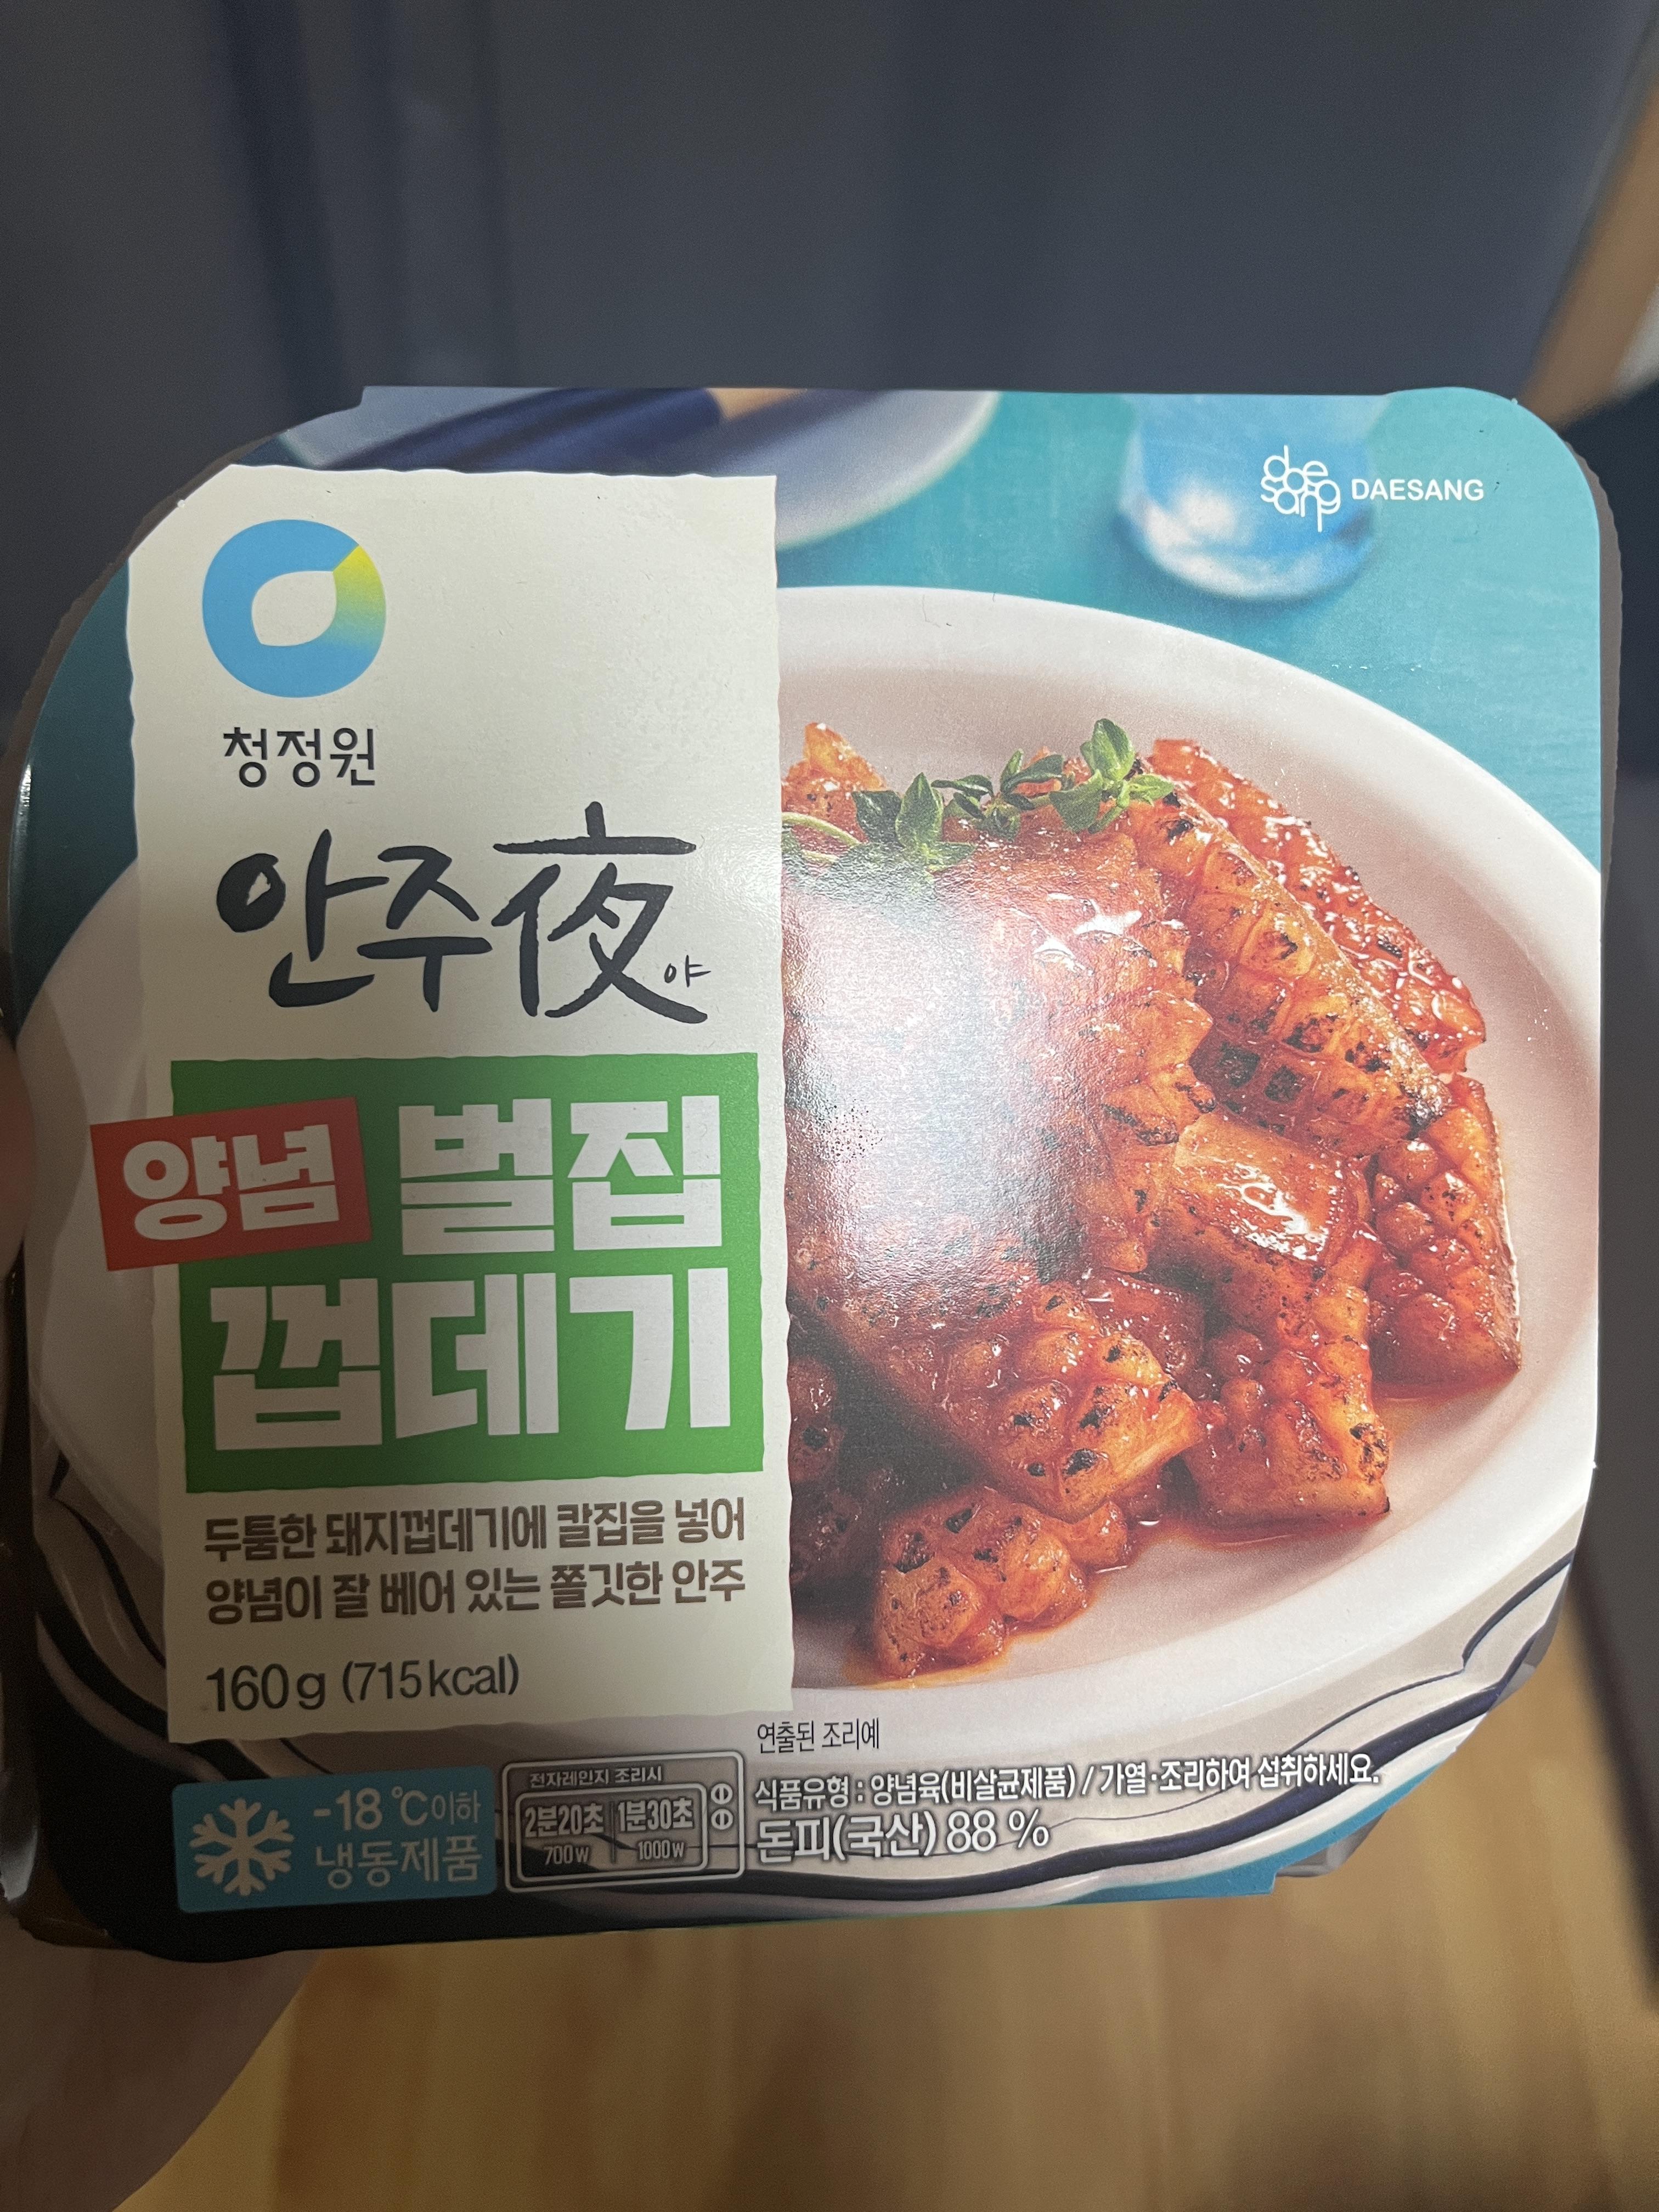 daesang DAESANG
청정원
안주夜
야
양념 벌집
껍데기
두툼한 돼지껍데기에 칼집을 넣어
양념이 잘 베어 있는 쫄깃한 안주
160g (715kcal)
연출된 조리예
-18℃이하
냉동제품
전자레인지 조리시
2분20초 1분30초
700w 1000w
식품유형 : 양념육(비살균제품) / 가열·조리하여 섭취하세요.
돈피(국산) 88 %